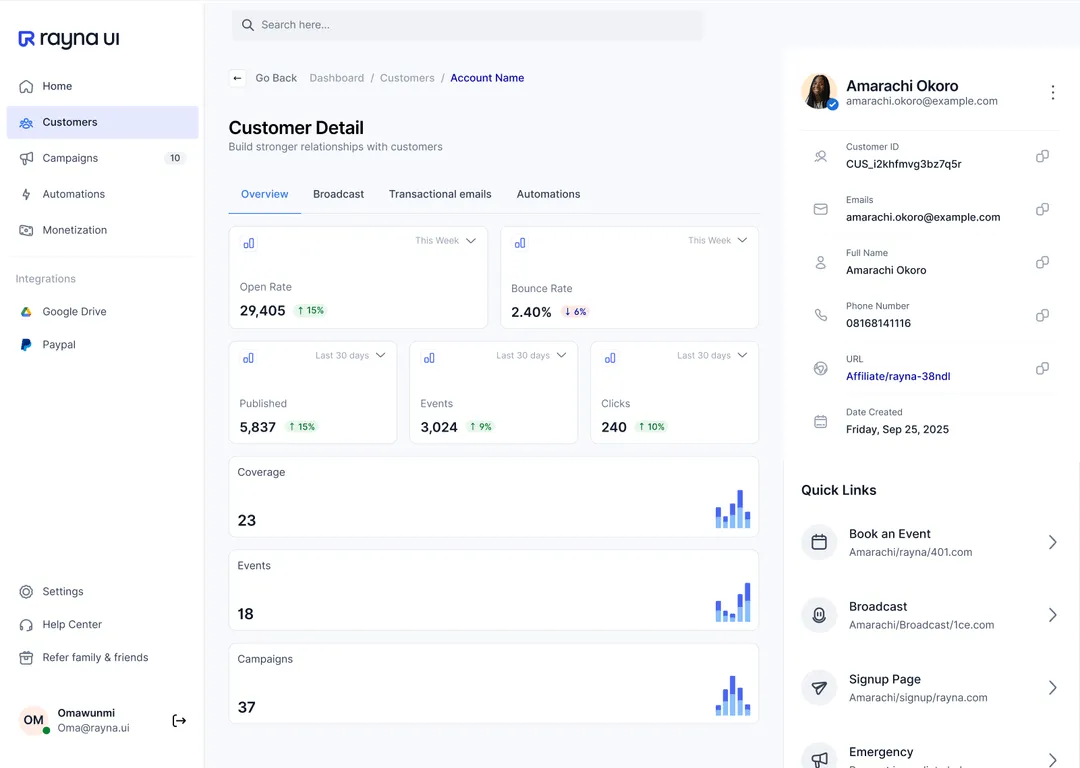 rayna UI
Home
Customers
Campaigns 10
Automations
Monetization
Integrations
Google Drive
Paypal
Settings
Help Center
Refer family & friends
OM
Omawunmi
Oma@rayna.ui
Search here...
Go Back Dashboard / Customers / Account Name
Customer Detail
Build stronger relationships with customers
Overview Broadcast Transactional emails Automations
This Week
Open Rate
29,405 ↑ 15%
This Week
Bounce Rate
2.40% ↓ 6%
Last 30 days
Published
5,837 ↑ 15%
Last 30 days
Events
3,024 ↑ 9%
Last 30 days
Clicks
240 ↑ 10%
Coverage
23
Events
18
Campaigns
37
Amarachi Okoro
amarachi.okoro@example.com
Customer ID
CUS_i2khfmvg3bz7q5r
Emails
amarachi.okoro@example.com
Full Name
Amarachi Okoro
Phone Number
08168141116
URL
Affiliate/rayna-38ndl
Date Created
Friday, Sep 25, 2025
Quick Links
Book an Event
Amarachi/rayna/401.com
Broadcast
Amarachi/Broadcast/1ce.com
Signup Page
Amarachi/signup/rayna.com
Emergency